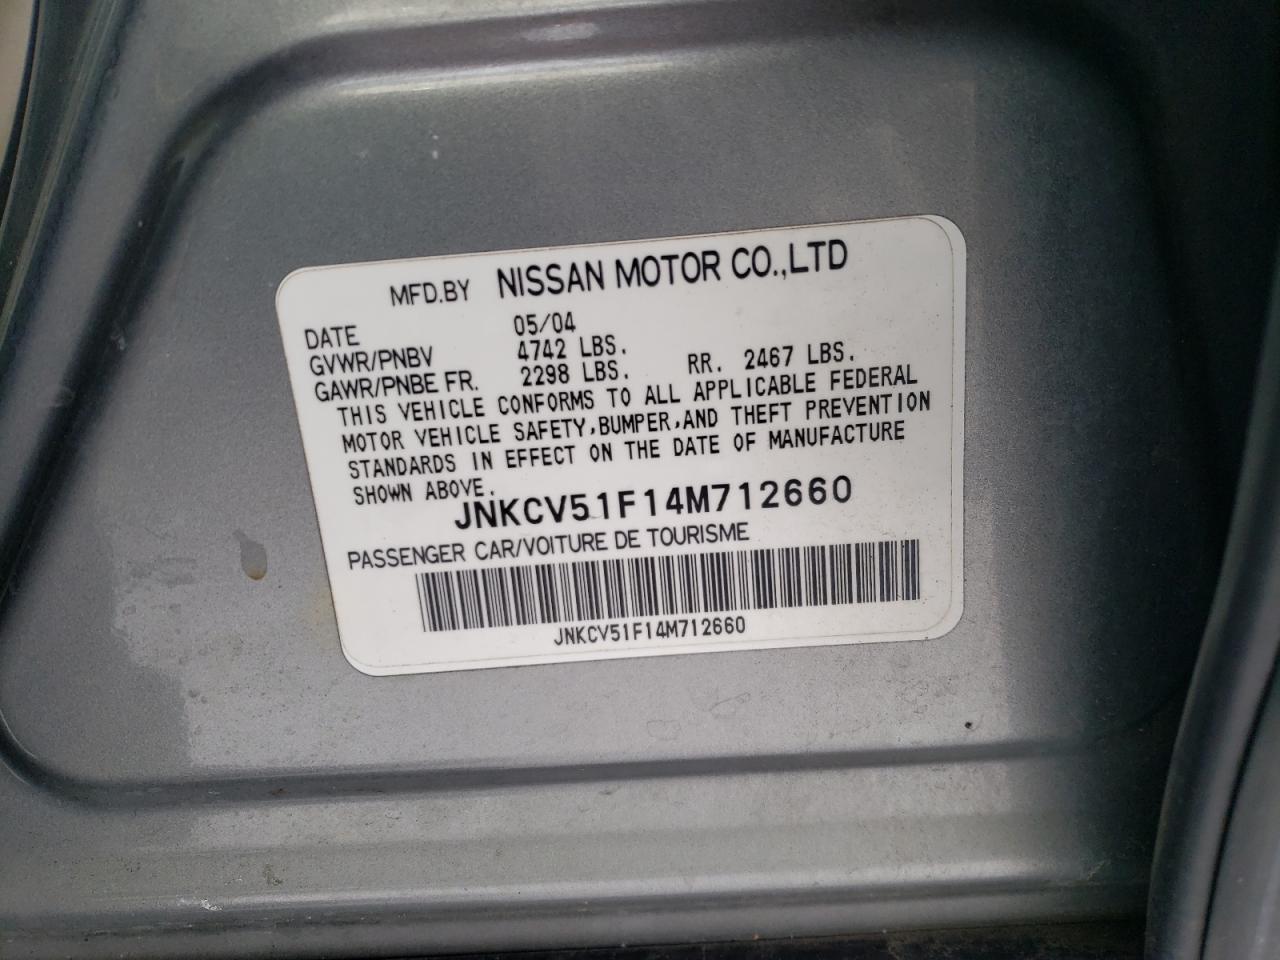 MFD.BY NISSAN MOTOR CO.,LTD
DATE 05/04
GVWR/PNBV 4742 LBS.
GAWR/PNBE FR. 2298 LBS. RR. 2467 LBS.
THIS VEHICLE CONFORMS TO ALL APPLICABLE FEDERAL
MOTOR VEHICLE SAFETY,BUMPER,AND THEFT PREVENTION
STANDARDS IN EFFECT ON THE DATE OF MANUFACTURE
SHOWN ABOVE.
JNKCV51F14M712660
PASSENGER CAR/VOITURE DE TOURISME
JNKCV51F14M712660